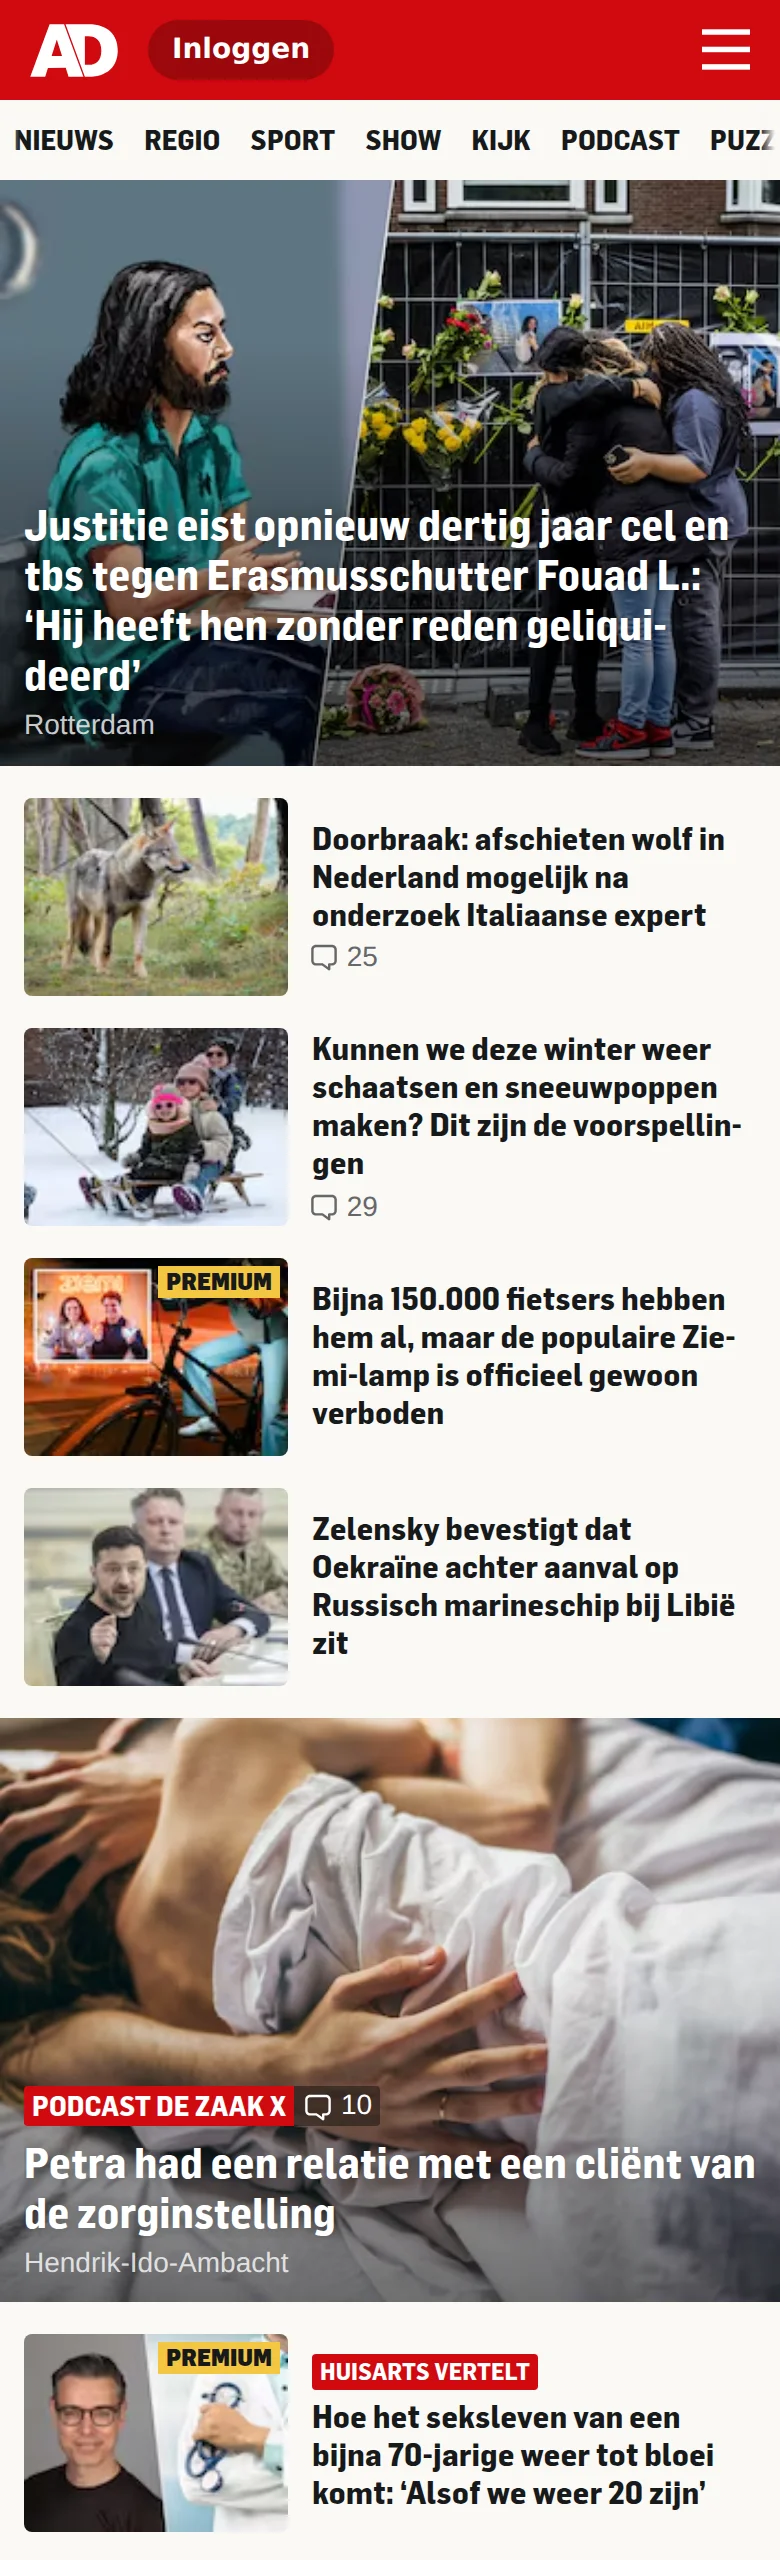 AD
Inloggen
NIEUWS REGIO SPORT SHOW KIJK PODCAST PUZZ
Justitie eist opnieuw dertig jaar cel en
tbs tegen Erasmusschutter Fouad L.:
‘Hij heeft hen zonder reden geliqui-
deerd’
Rotterdam
Doorbraak: afschieten wolf in
Nederland mogelijk na
onderzoek Italiaanse expert
25
Kunnen we deze winter weer
schaatsen en sneeuwpoppen
maken? Dit zijn de voorspellin-
gen
29
PREMIUM
Bijna 150.000 fietsers hebben
hem al, maar de populaire Zie-
mi-lamp is officieel gewoon
verboden
Zelensky bevestigt dat
Oekraïne achter aanval op
Russisch marineschip bij Libië
zit
PODCAST DE ZAAK X 10
Petra had een relatie met een cliënt van
de zorginstelling
Hendrik-Ido-Ambacht
PREMIUM
HUISARTS VERTELT
Hoe het seksleven van een
bijna 70-jarige weer tot bloei
komt: ‘Alsof we weer 20 zijn’